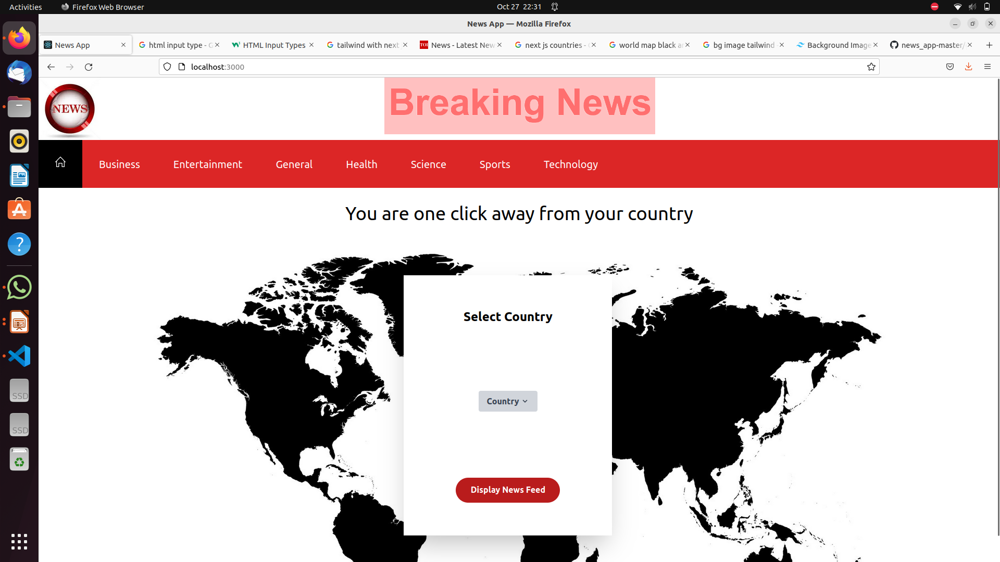 Activities
Firefox Web Browser
Oct 27 22:31
News App — Mozilla Firefox
News App
html input type - G
HTML Input Types
tailwind with next
TOI
News - Latest New
next js countries -
world map black a
bg image tailwind
Background Image
news_app-master/
localhost:3000
NEWS
Breaking News
Business
Entertainment
General
Health
Science
Sports
Technology
You are one click away from your country
Select Country
Country
Display News Feed
SSD
SSD